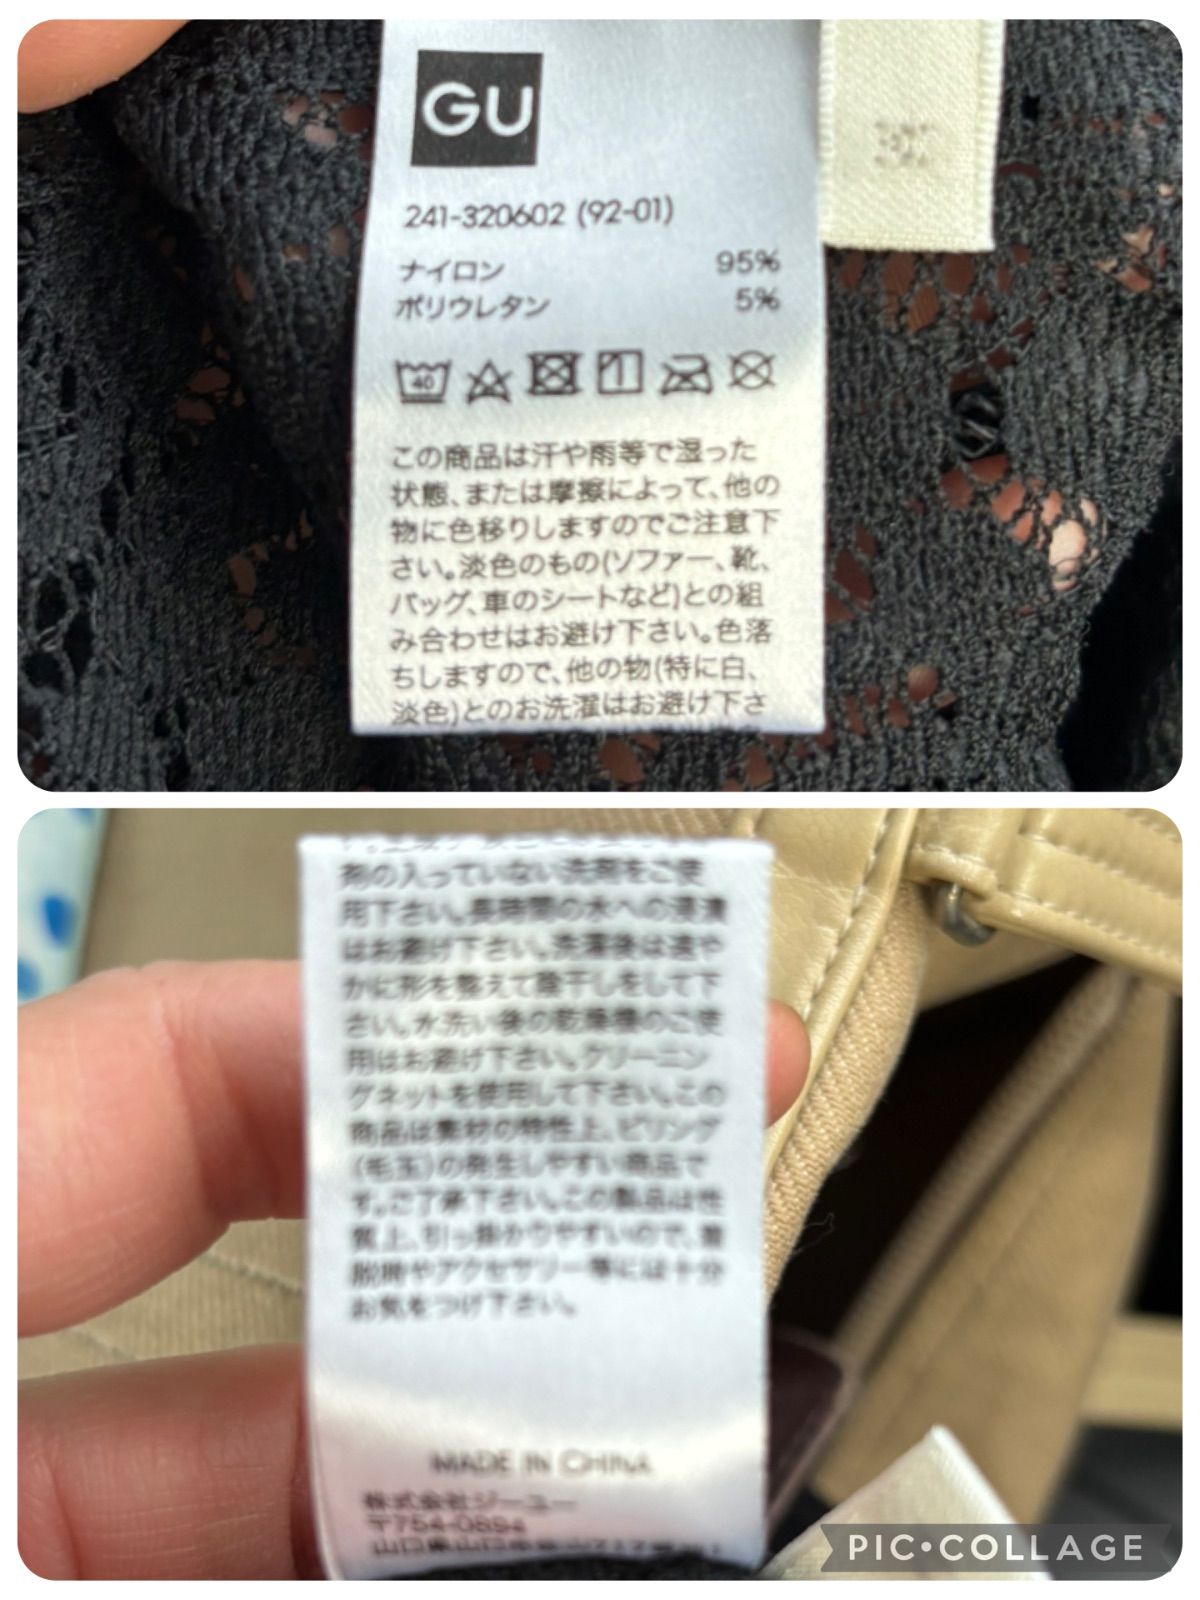 GU
241-320602 (92-01)
ナイロン 95%
ポリウレタン 5%
40
この商品は汗や雨等で湿った
状態、または摩擦によって、他の
物に色移りしますのでご注意下
さい。淡色のもの(ソファー、靴、
バッグ、車のシートなど)との組
み合わせはお避け下さい。色落
ちしますので、他の物(特に白、
淡色)とのお洗濯はお避け下さ
剤の入っていない洗剤をご使
用下さい。長時間の水への浸漬
はお避け下さい。洗濯後は速や
かに形を整えて陰干しをして下
さい。水洗い後の乾燥機のご使
用はお避け下さい。クリーニン
グネットを使用して下さい。この
商品は素材の特性上、ピリング
(毛玉)の発生しやすい商品で
す。ご了承下さい。この製品は性
質上、引っ掛かりやすいので、着
脱時やアクセサリー等には十分
お気をつけ下さい。
MADE IN CHINA
株式会社ジーユー
〒754-0894
山口県山口市佐山
PIC•COLLAGE